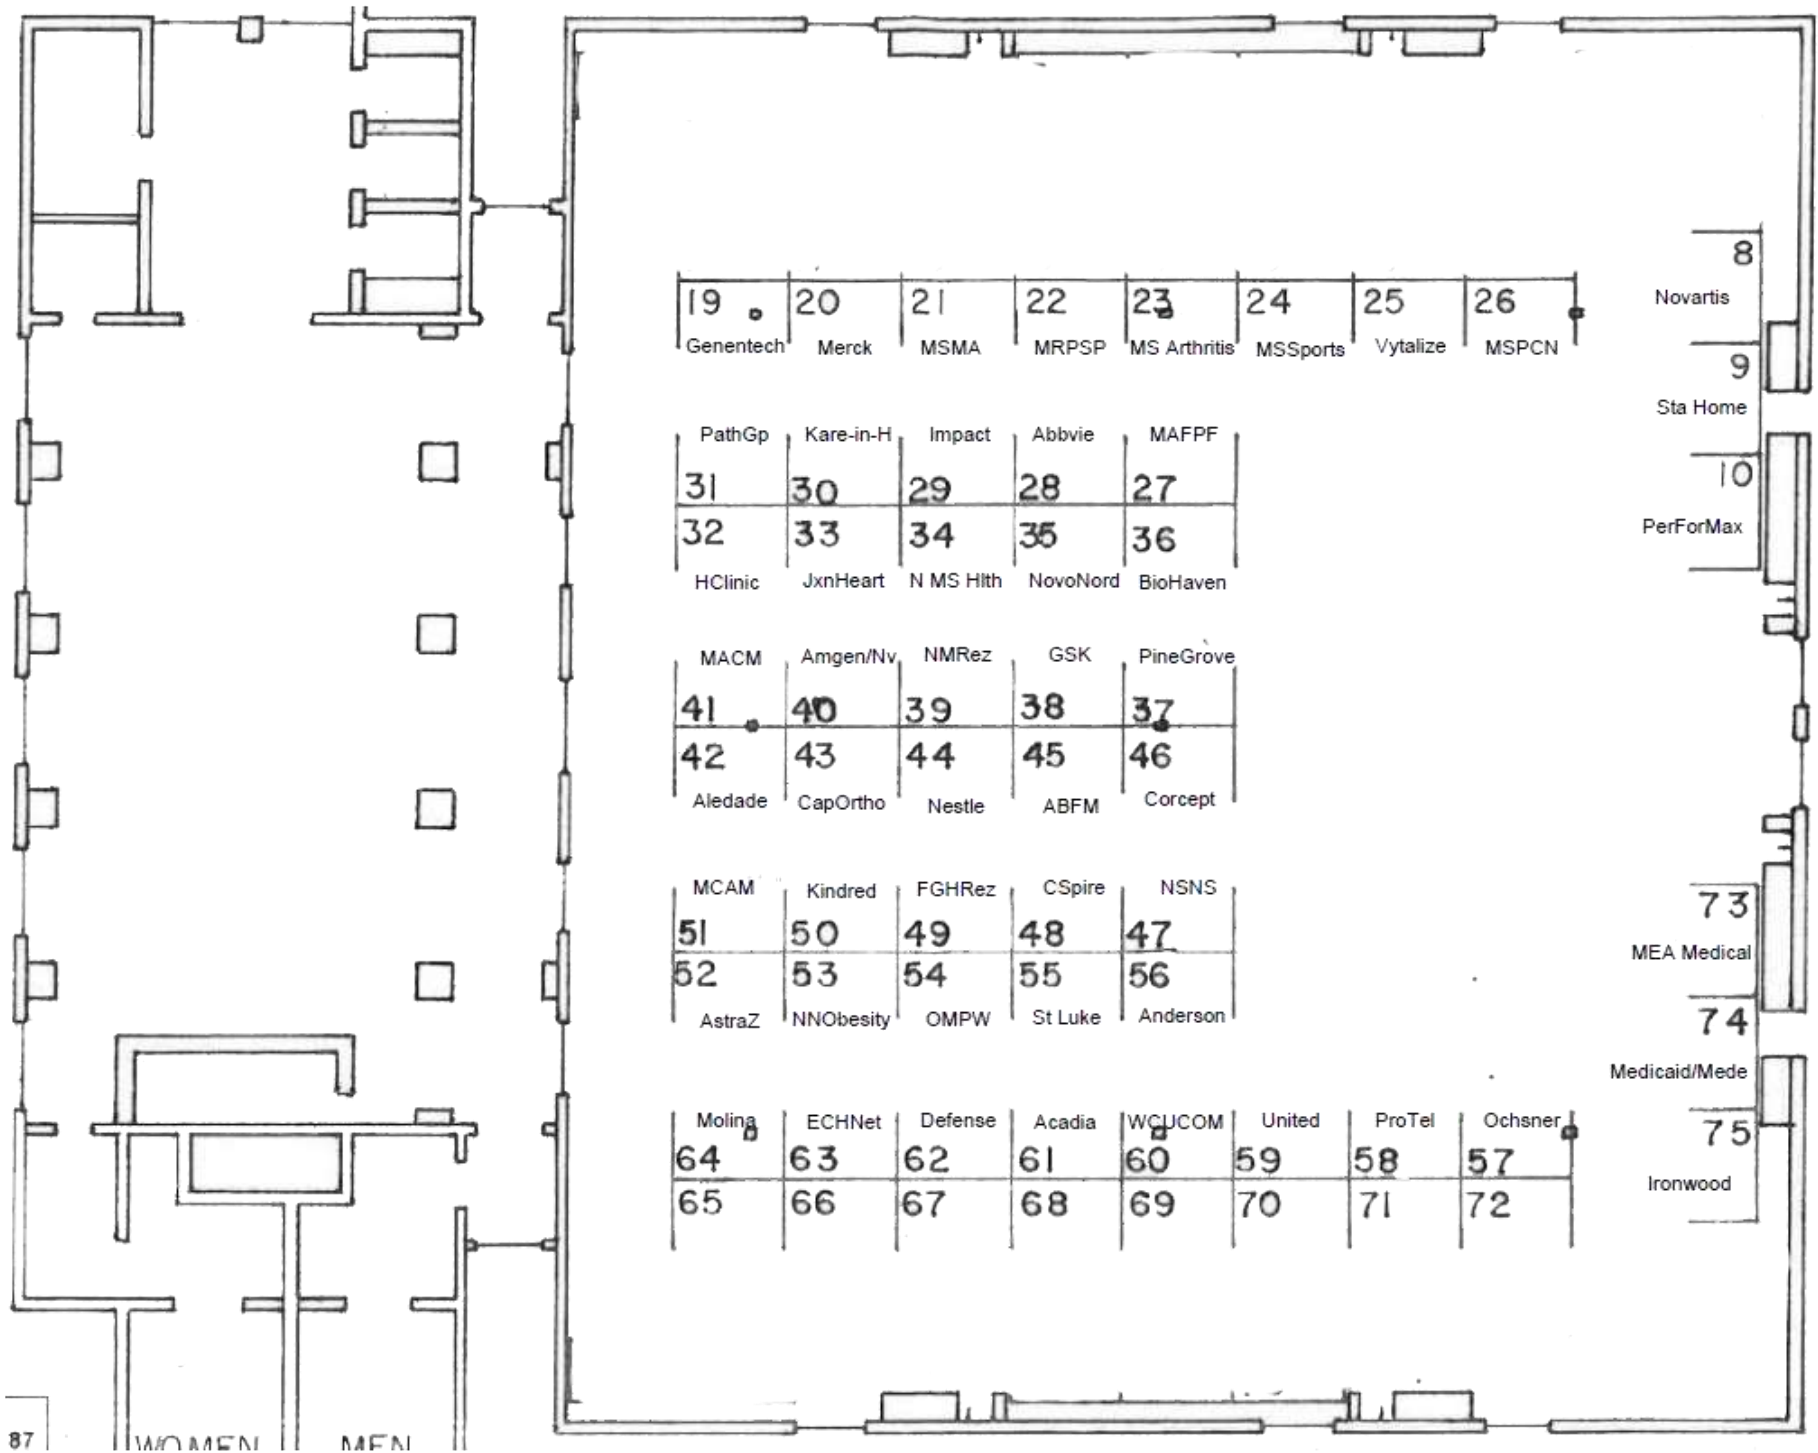 8
Novartis
19 20 21 22 23 24 25 26
Genentech Merck MSMA MRPSP MS Arthritis MSSports Vytalize MSPCN
9
Sta Home
PathGp Kare-in-H Impact Abbvie MAFPF
31 30 29 28 27
10
PerForMax
32 33 34 35 36
HClinic JxnHeart N MS Hlth NovoNord BioHaven
MACM Amgen/Nv NMRez GSK PineGrove
41 40 39 38 37
42 43 44 45 46
Aledade CapOrtho Nestle ABFM Corcept
MCAM Kindred FGHRez CSpire NSNS
51 50 49 48 47
73
MEA Medical
52 53 54 55 56
AstraZ NNObesity OMPW St Luke Anderson
74
Medicaid/Mede
Molina ECHNet Defense Acadia WCUCOM United ProTel Ochsner
64 63 62 61 60 59 58 57
75
Ironwood
65 66 67 68 69 70 71 72
87
WOMEN MEN